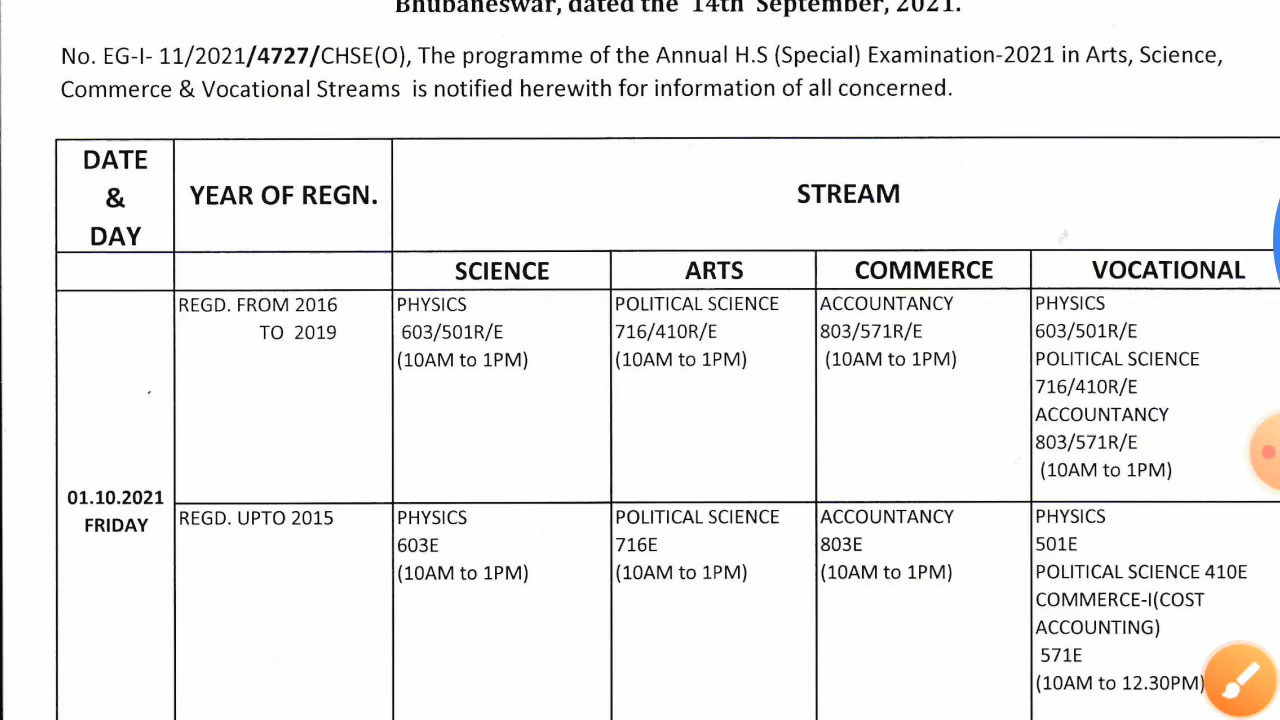 Bhubaneswar, dated the 14th September, 2021.
No. EG-I- 11/2021/4727/CHSE(O), The programme of the Annual H.S (Special) Examination-2021 in Arts, Science,
Commerce & Vocational Streams is notified herewith for information of all concerned.
DATE
&
DAY
YEAR OF REGN.
STREAM
SCIENCE
ARTS
COMMERCE
VOCATIONAL
01.10.2021
FRIDAY
REGD. FROM 2016
TO 2019
PHYSICS
603/501R/E
(10AM to 1PM)
POLITICAL SCIENCE
716/410R/E
(10AM to 1PM)
ACCOUNTANCY
803/571R/E
(10AM to 1PM)
PHYSICS
603/501R/E
POLITICAL SCIENCE
716/410R/E
ACCOUNTANCY
803/571R/E
(10AM to 1PM)
REGD. UPTO 2015
PHYSICS
603E
(10AM to 1PM)
POLITICAL SCIENCE
716E
(10AM to 1PM)
ACCOUNTANCY
803E
(10AM to 1PM)
PHYSICS
501E
POLITICAL SCIENCE 410E
COMMERCE-I(COST
ACCOUNTING)
571E
(10AM to 12.30PM)